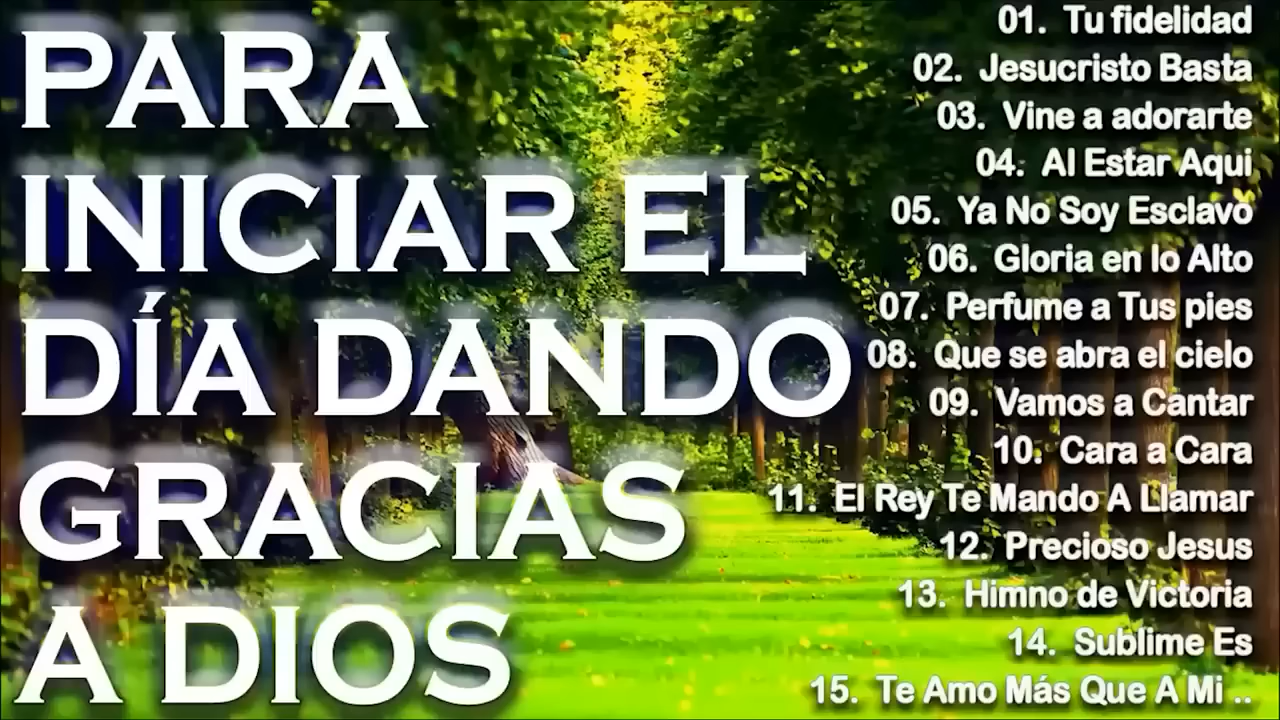 PARA
INICIAR EL
DÍA DANDO
GRACIAS
A DIOS
01. Tu fidelidad
02. Jesucristo Basta
03. Vine a adorarte
04. Al Estar Aqui
05. Ya No Soy Esclavo
06. Gloria en lo Alto
07. Perfume a Tus pies
08. Que se abra el cielo
09. Vamos a Cantar
10. Cara a Cara
11. El Rey Te Mando A Llamar
12. Precioso Jesus
13. Himno de Victoria
14. Sublime Es
15. Te Amo Más Que A Mi ..